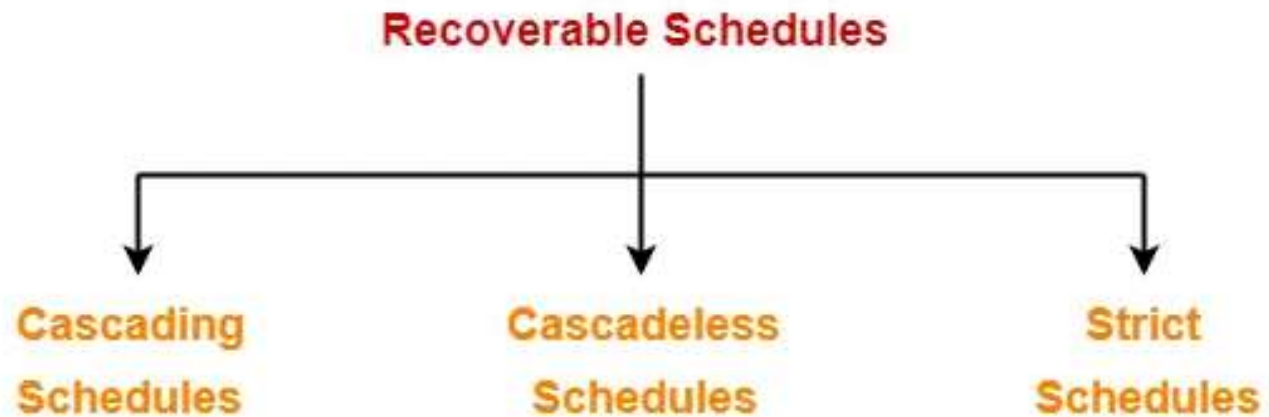 Recoverable Schedules
Cascading Schedules
Cascadeless Schedules
Strict Schedules